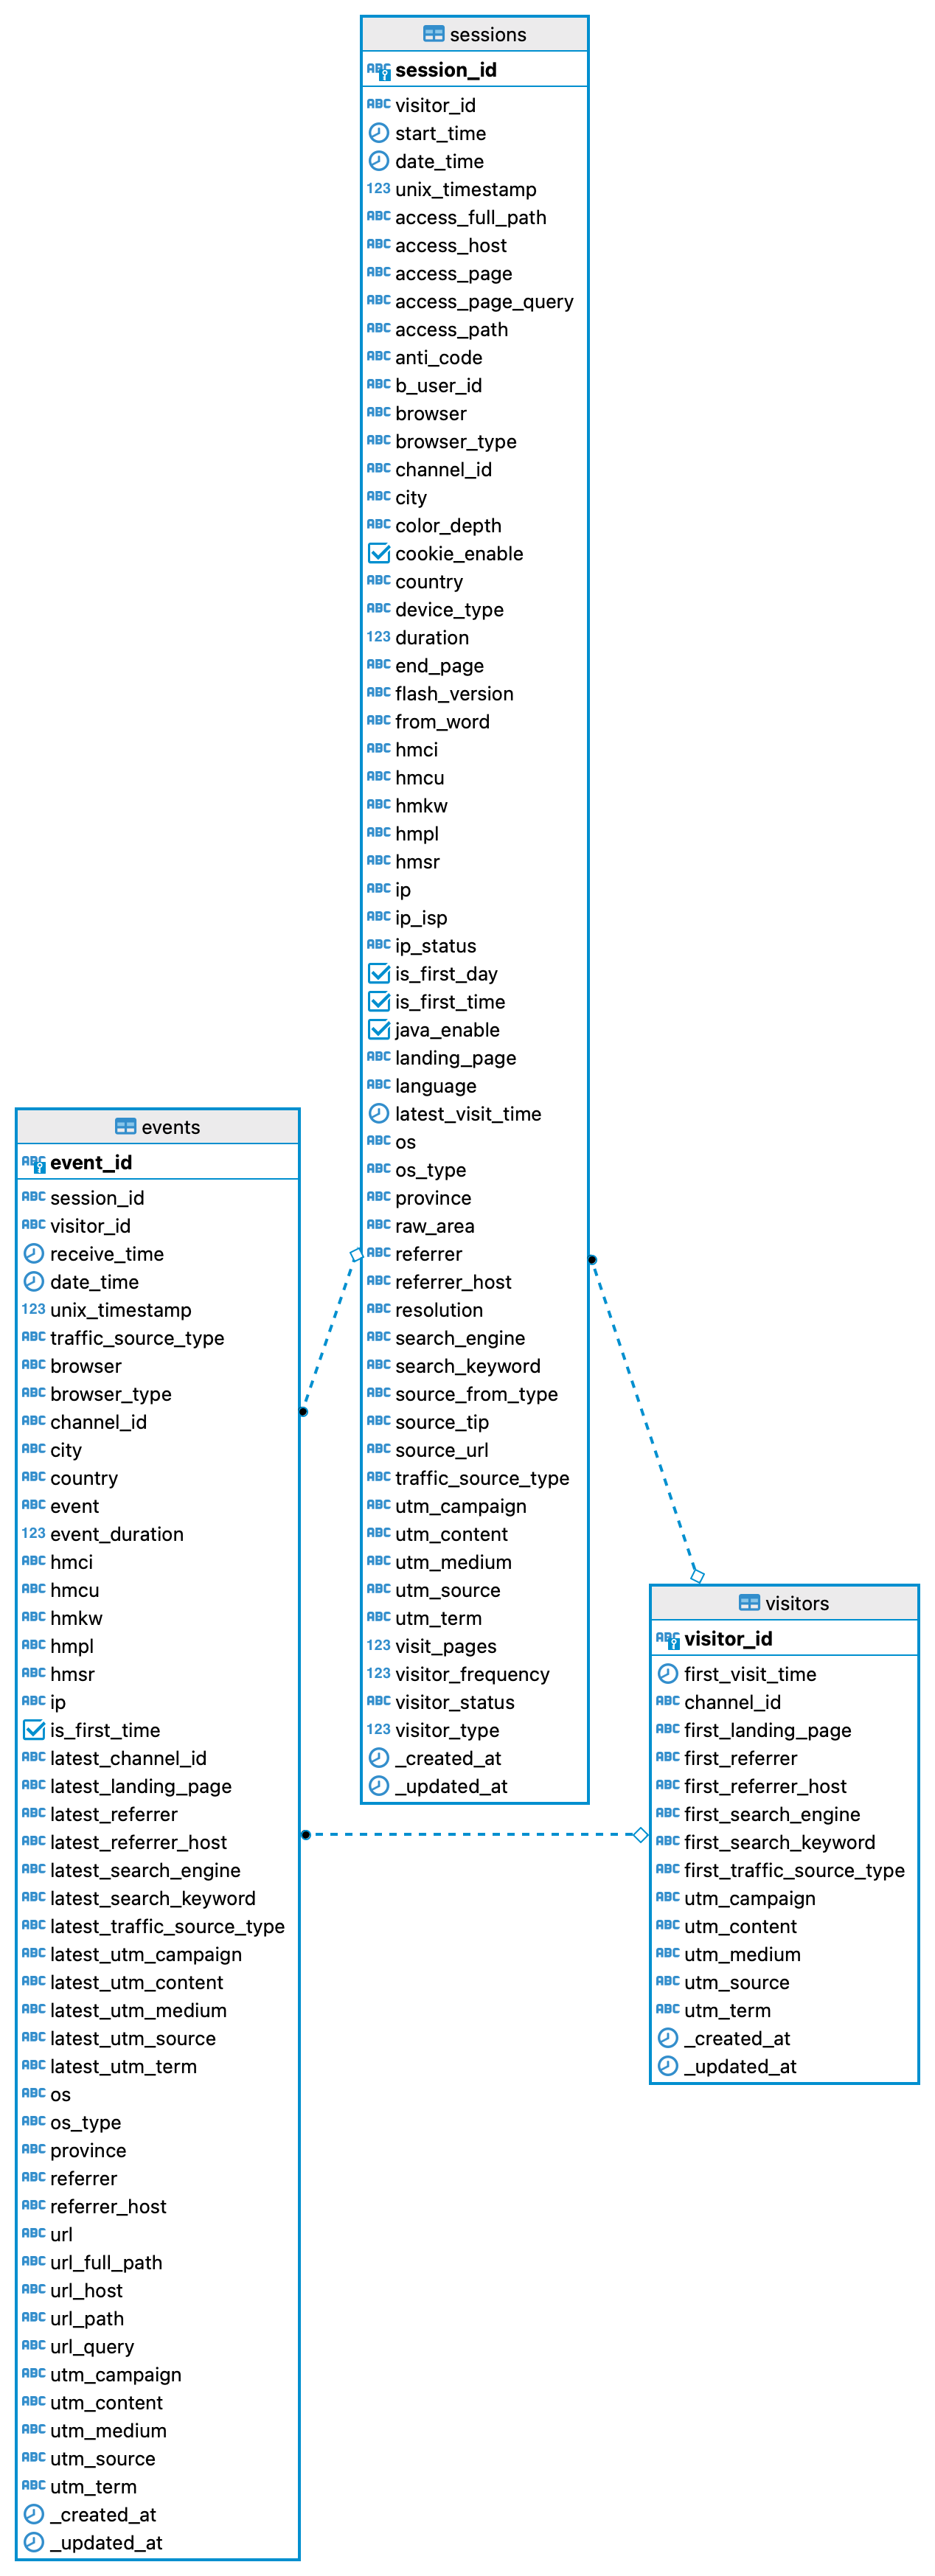 sessions
ABC session_id
ABC visitor_id
start_time
date_time
123 unix_timestamp
ABC access_full_path
ABC access_host
ABC access_page
ABC access_page_query
ABC access_path
ABC anti_code
ABC b_user_id
ABC browser
ABC browser_type
ABC channel_id
ABC city
ABC color_depth
cookie_enable
ABC country
ABC device_type
123 duration
ABC end_page
ABC flash_version
ABC from_word
ABC hmci
ABC hmcu
ABC hmkw
ABC hmpl
ABC hmsr
ABC ip
ABC ip_isp
ABC ip_status
is_first_day
is_first_time
java_enable
ABC landing_page
ABC language
latest_visit_time
ABC os
ABC os_type
ABC province
ABC raw_area
ABC referrer
ABC referrer_host
ABC resolution
ABC search_engine
ABC search_keyword
ABC source_from_type
ABC source_tip
ABC source_url
ABC traffic_source_type
ABC utm_campaign
ABC utm_content
ABC utm_medium
ABC utm_source
ABC utm_term
123 visit_pages
123 visitor_frequency
ABC visitor_status
123 visitor_type
_created_at
_updated_at
events
ABC event_id
ABC session_id
ABC visitor_id
receive_time
date_time
123 unix_timestamp
ABC traffic_source_type
ABC browser
ABC browser_type
ABC channel_id
ABC city
ABC country
ABC event
123 event_duration
ABC hmci
ABC hmcu
ABC hmkw
ABC hmpl
ABC hmsr
ABC ip
is_first_time
ABC latest_channel_id
ABC latest_landing_page
ABC latest_referrer
ABC latest_referrer_host
ABC latest_search_engine
ABC latest_search_keyword
ABC latest_traffic_source_type
ABC latest_utm_campaign
ABC latest_utm_content
ABC latest_utm_medium
ABC latest_utm_source
ABC latest_utm_term
ABC os
ABC os_type
ABC province
ABC referrer
ABC referrer_host
ABC url
ABC url_full_path
ABC url_host
ABC url_path
ABC url_query
ABC utm_campaign
ABC utm_content
ABC utm_medium
ABC utm_source
ABC utm_term
_created_at
_updated_at
visitors
ABC visitor_id
first_visit_time
ABC channel_id
ABC first_landing_page
ABC first_referrer
ABC first_referrer_host
ABC first_search_engine
ABC first_search_keyword
ABC first_traffic_source_type
ABC utm_campaign
ABC utm_content
ABC utm_medium
ABC utm_source
ABC utm_term
_created_at
_updated_at